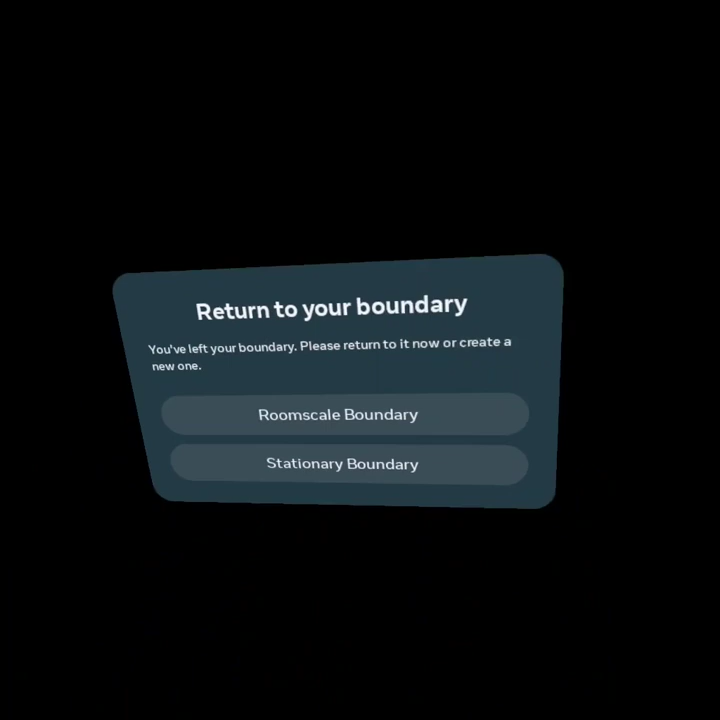 Return to your boundary
You've left your boundary. Please return to it now or create a
new one.
Roomscale Boundary
Stationary Boundary